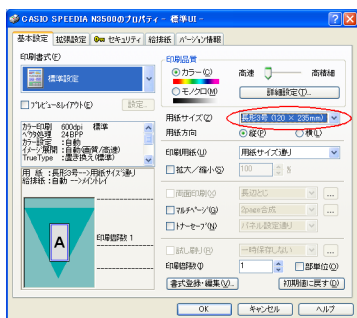 CASIO SPEEDIA N3500のプロパティ - 標準UI -
基本設定 拡張設定 セキュリティ 給排紙 バージョン情報
印刷書式(E)
標準設定
プレビュー&レイアウト(E) 設定...
カラー印刷 600dpi 標準
ページ処理 24BPP
カラー設定 :自動
イメージ展開 :自動(画質/高速)
TrueType :置き換え(標準)
用 紙 :長形3号-->用紙サイズ通り
給排紙 :自動 -->メイントレイ
A
印刷部数 1
印刷品質
カラー(C)
モノクロ(M)
高速 高精細
詳細設定(T)...
用紙サイズ(Z) 長形3号 (120 × 235mm)
用紙方向 縦(P) 横(L)
印刷用紙(U) 用紙サイズ通り
拡大/縮小(S) 100 %
両面印刷 長辺とじ ...
マルチページ(G) 2page合成 ...
トナーセーブ(N) パネル設定通り
試し刷り(R) 一時保存しない ...
印刷部数(I) 1 部単位(O)
書式登録・編集(V)... 初期値に戻す(D)
OK キャンセル ヘルプ